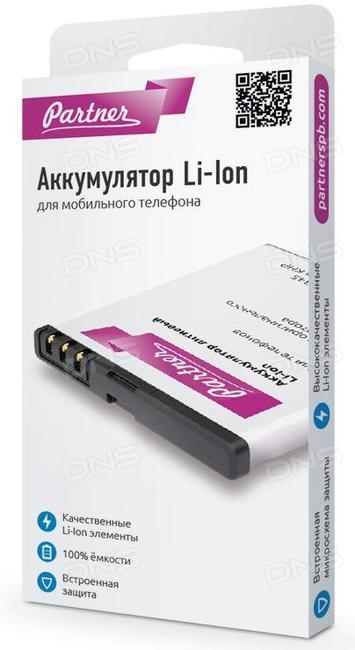 Partner
Аккумулятор Li-Ion
для мобильного телефона
Partner
Аккумулятор литиевый
Li-Ion
Качественные
Li-Ion элементы
100% ёмкости
Встроенная
защита
partnerspb.com
Высококачественные
Li-Ion элементы
Встроенная
микросхема защиты
DNS